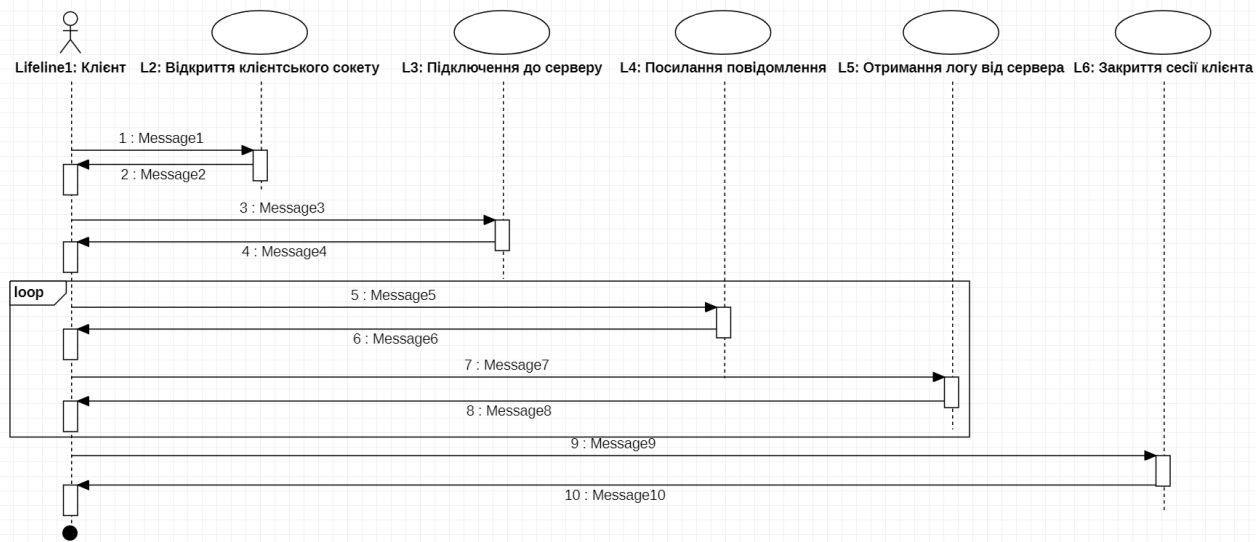 Lifeline1: Клієнт
L2: Відкриття клієнтського сокету
L3: Підключення до серверу
L4: Посилання повідомлення
L5: Отримання логу від сервера
L6: Закриття сесії клієнта
1 : Message1
2 : Message2
3 : Message3
4 : Message4
loop
5 : Message5
6 : Message6
7 : Message7
8 : Message8
9 : Message9
10 : Message10